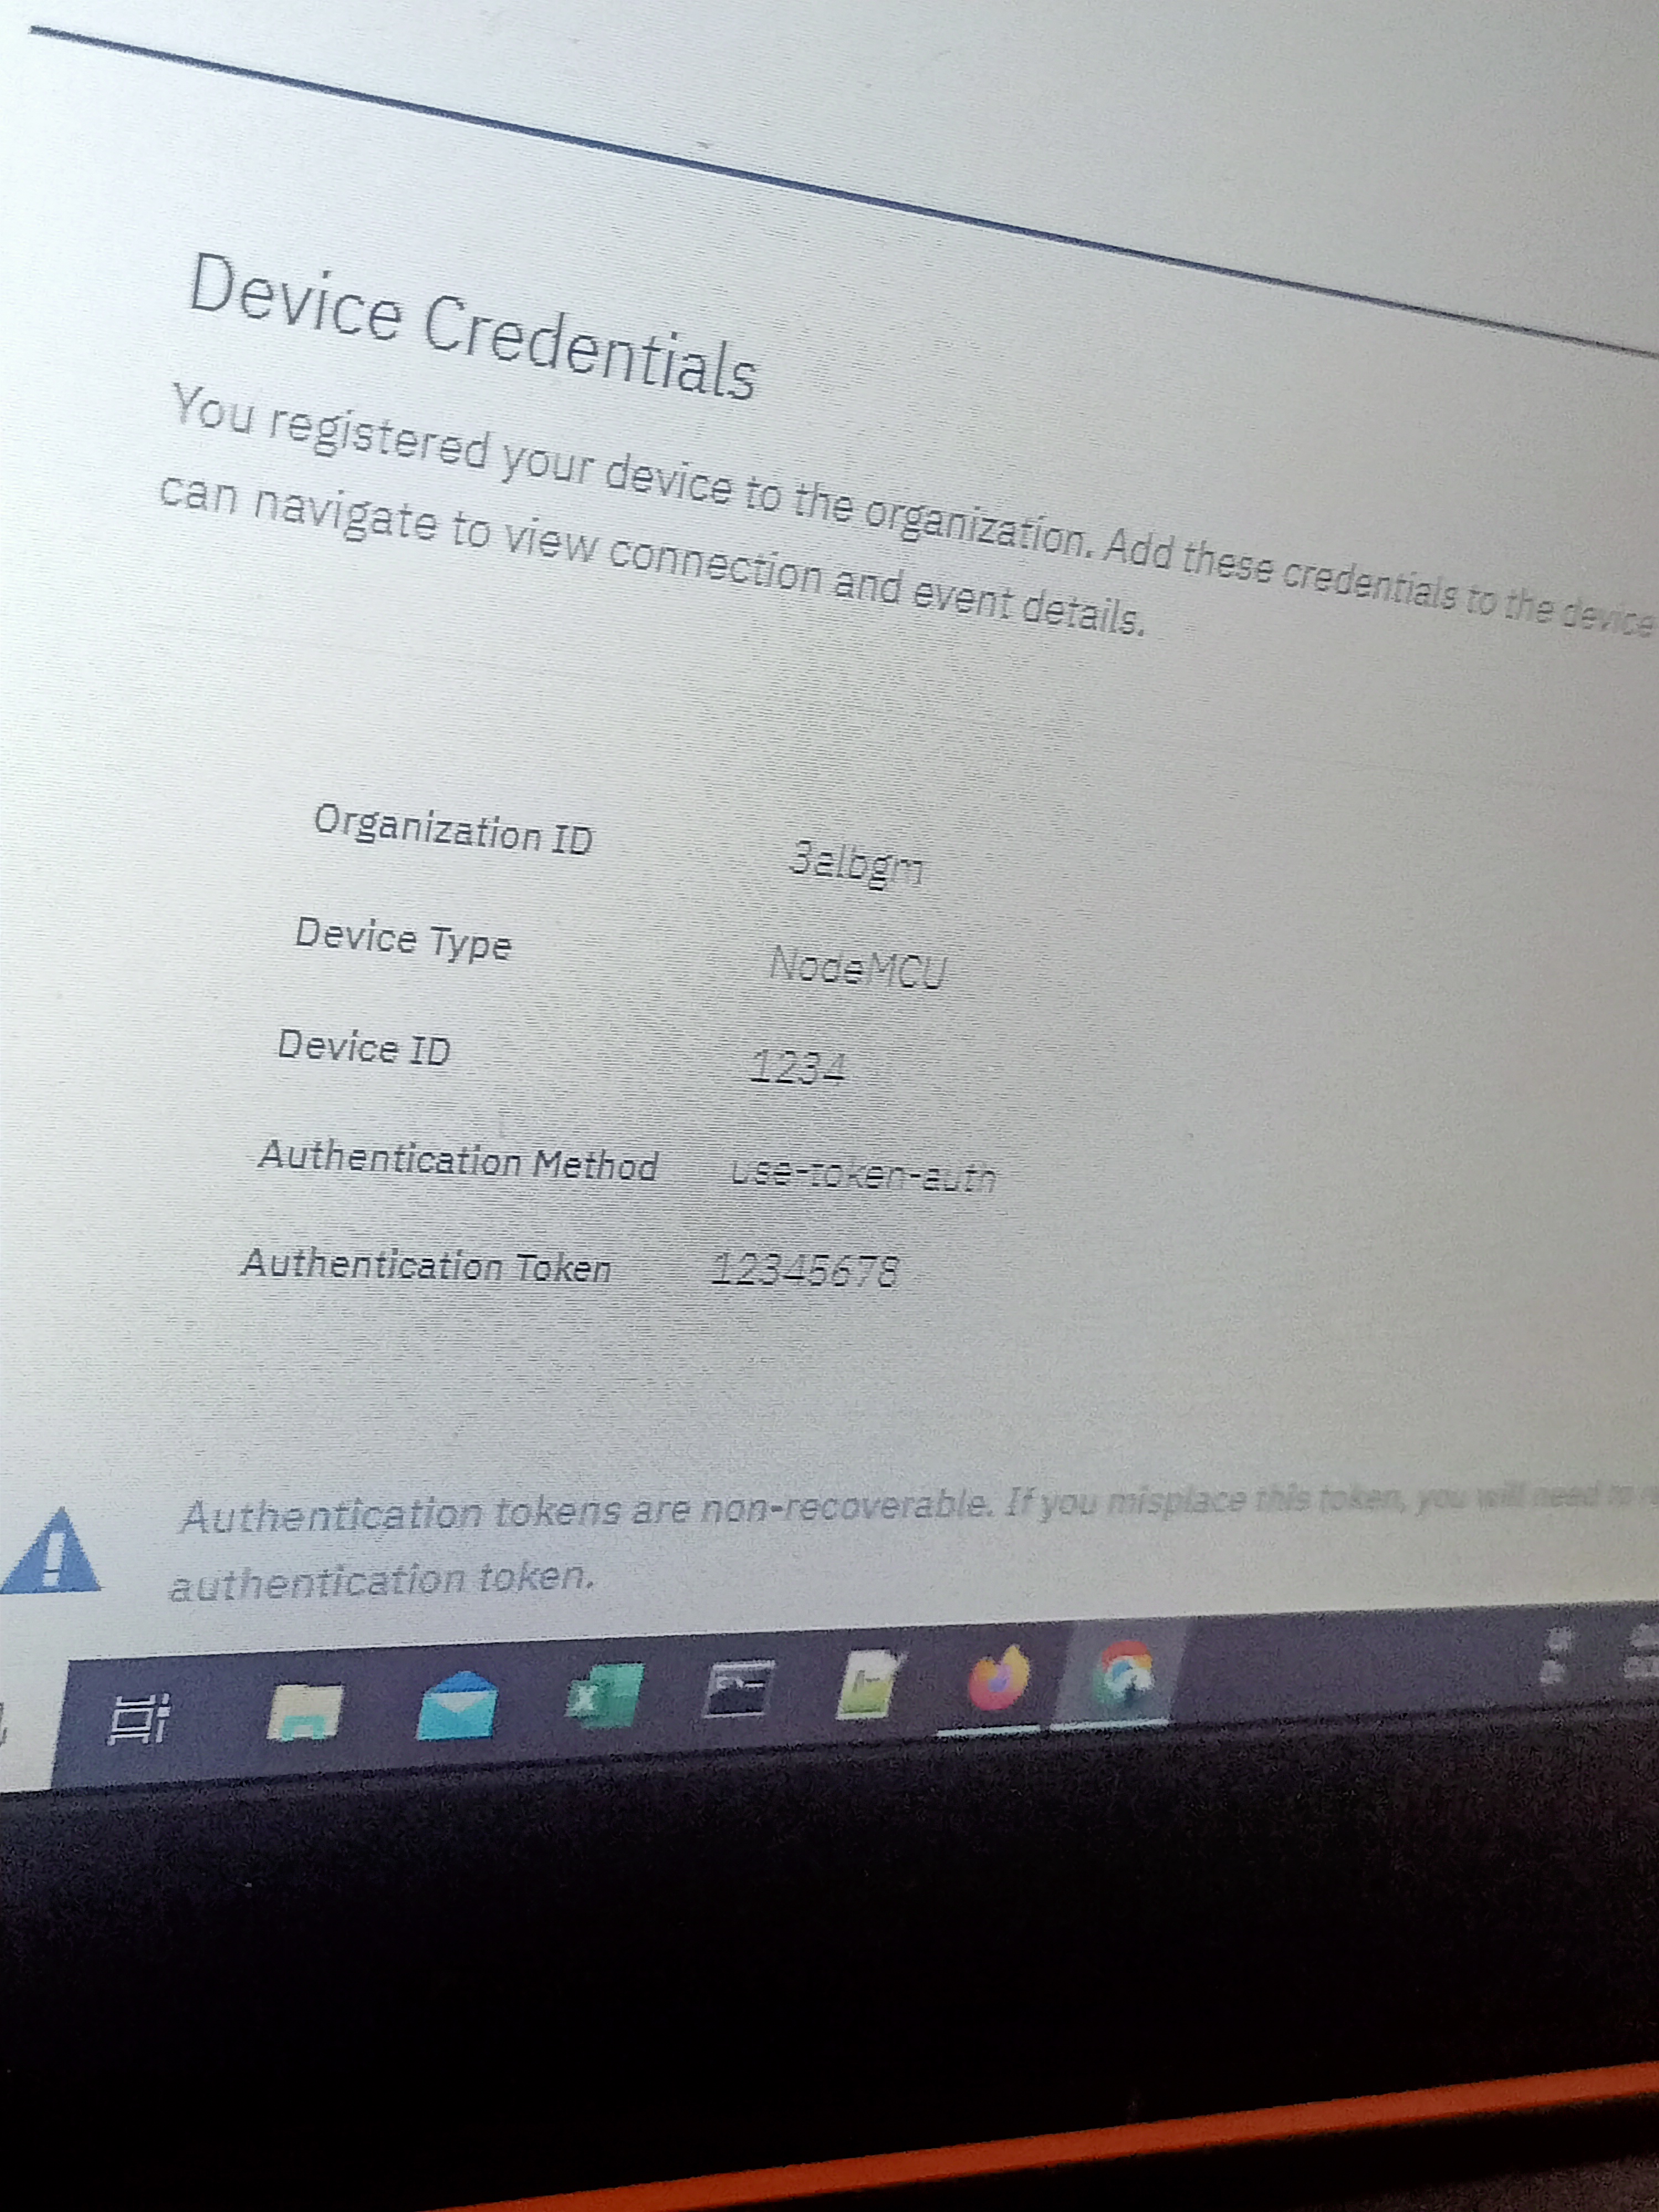 Device Credentials
You registered your device to the organization. Add these credentials to the device
can navigate to view connection and event details.
Organization ID 3albgm
Device Type NodeMCU
Device ID 1234
Authentication Method use-token-auth
Authentication Token 12345678
Authentication tokens are non-recoverable. If you misplace this token, you will need to
authentication token.